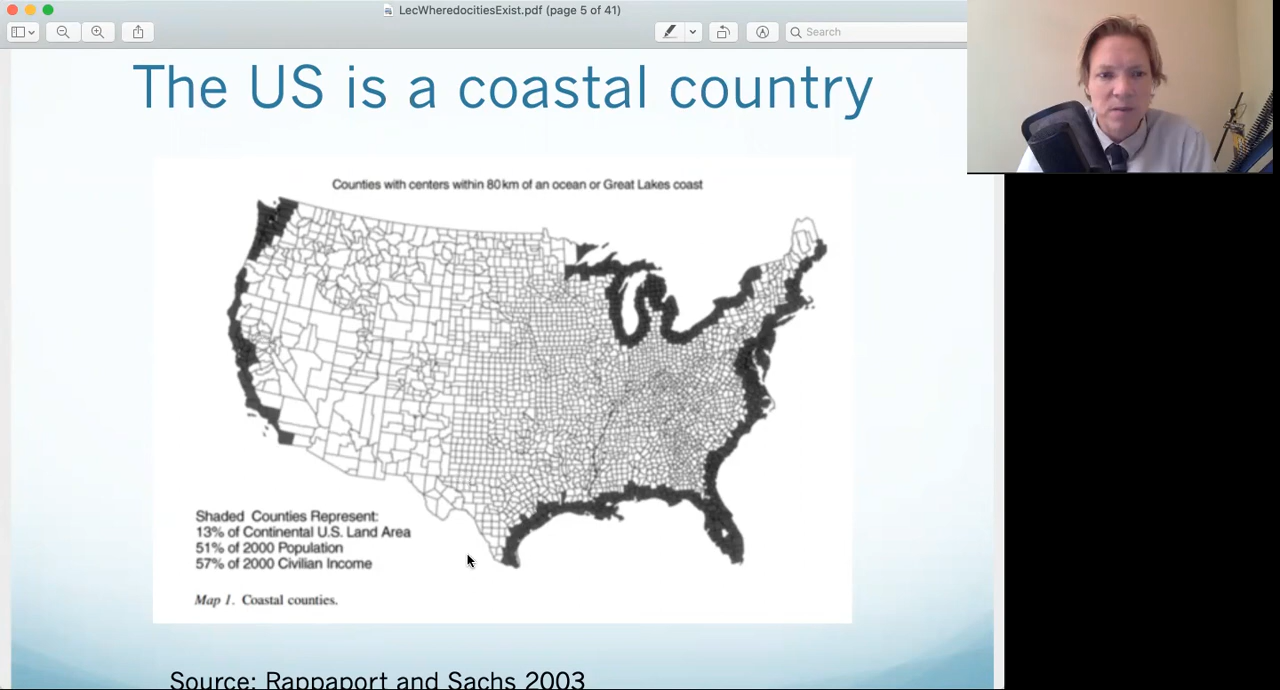 LecWheredocitiesExist.pdf (page 5 of 41)
Search
The US is a coastal country
Counties with centers within 80 km of an ocean or Great Lakes coast
Shaded Counties Represent:
13% of Continental U.S. Land Area
51% of 2000 Population
57% of 2000 Civilian Income
Map 1. Coastal counties.
Source: Rappaport and Sachs 2003